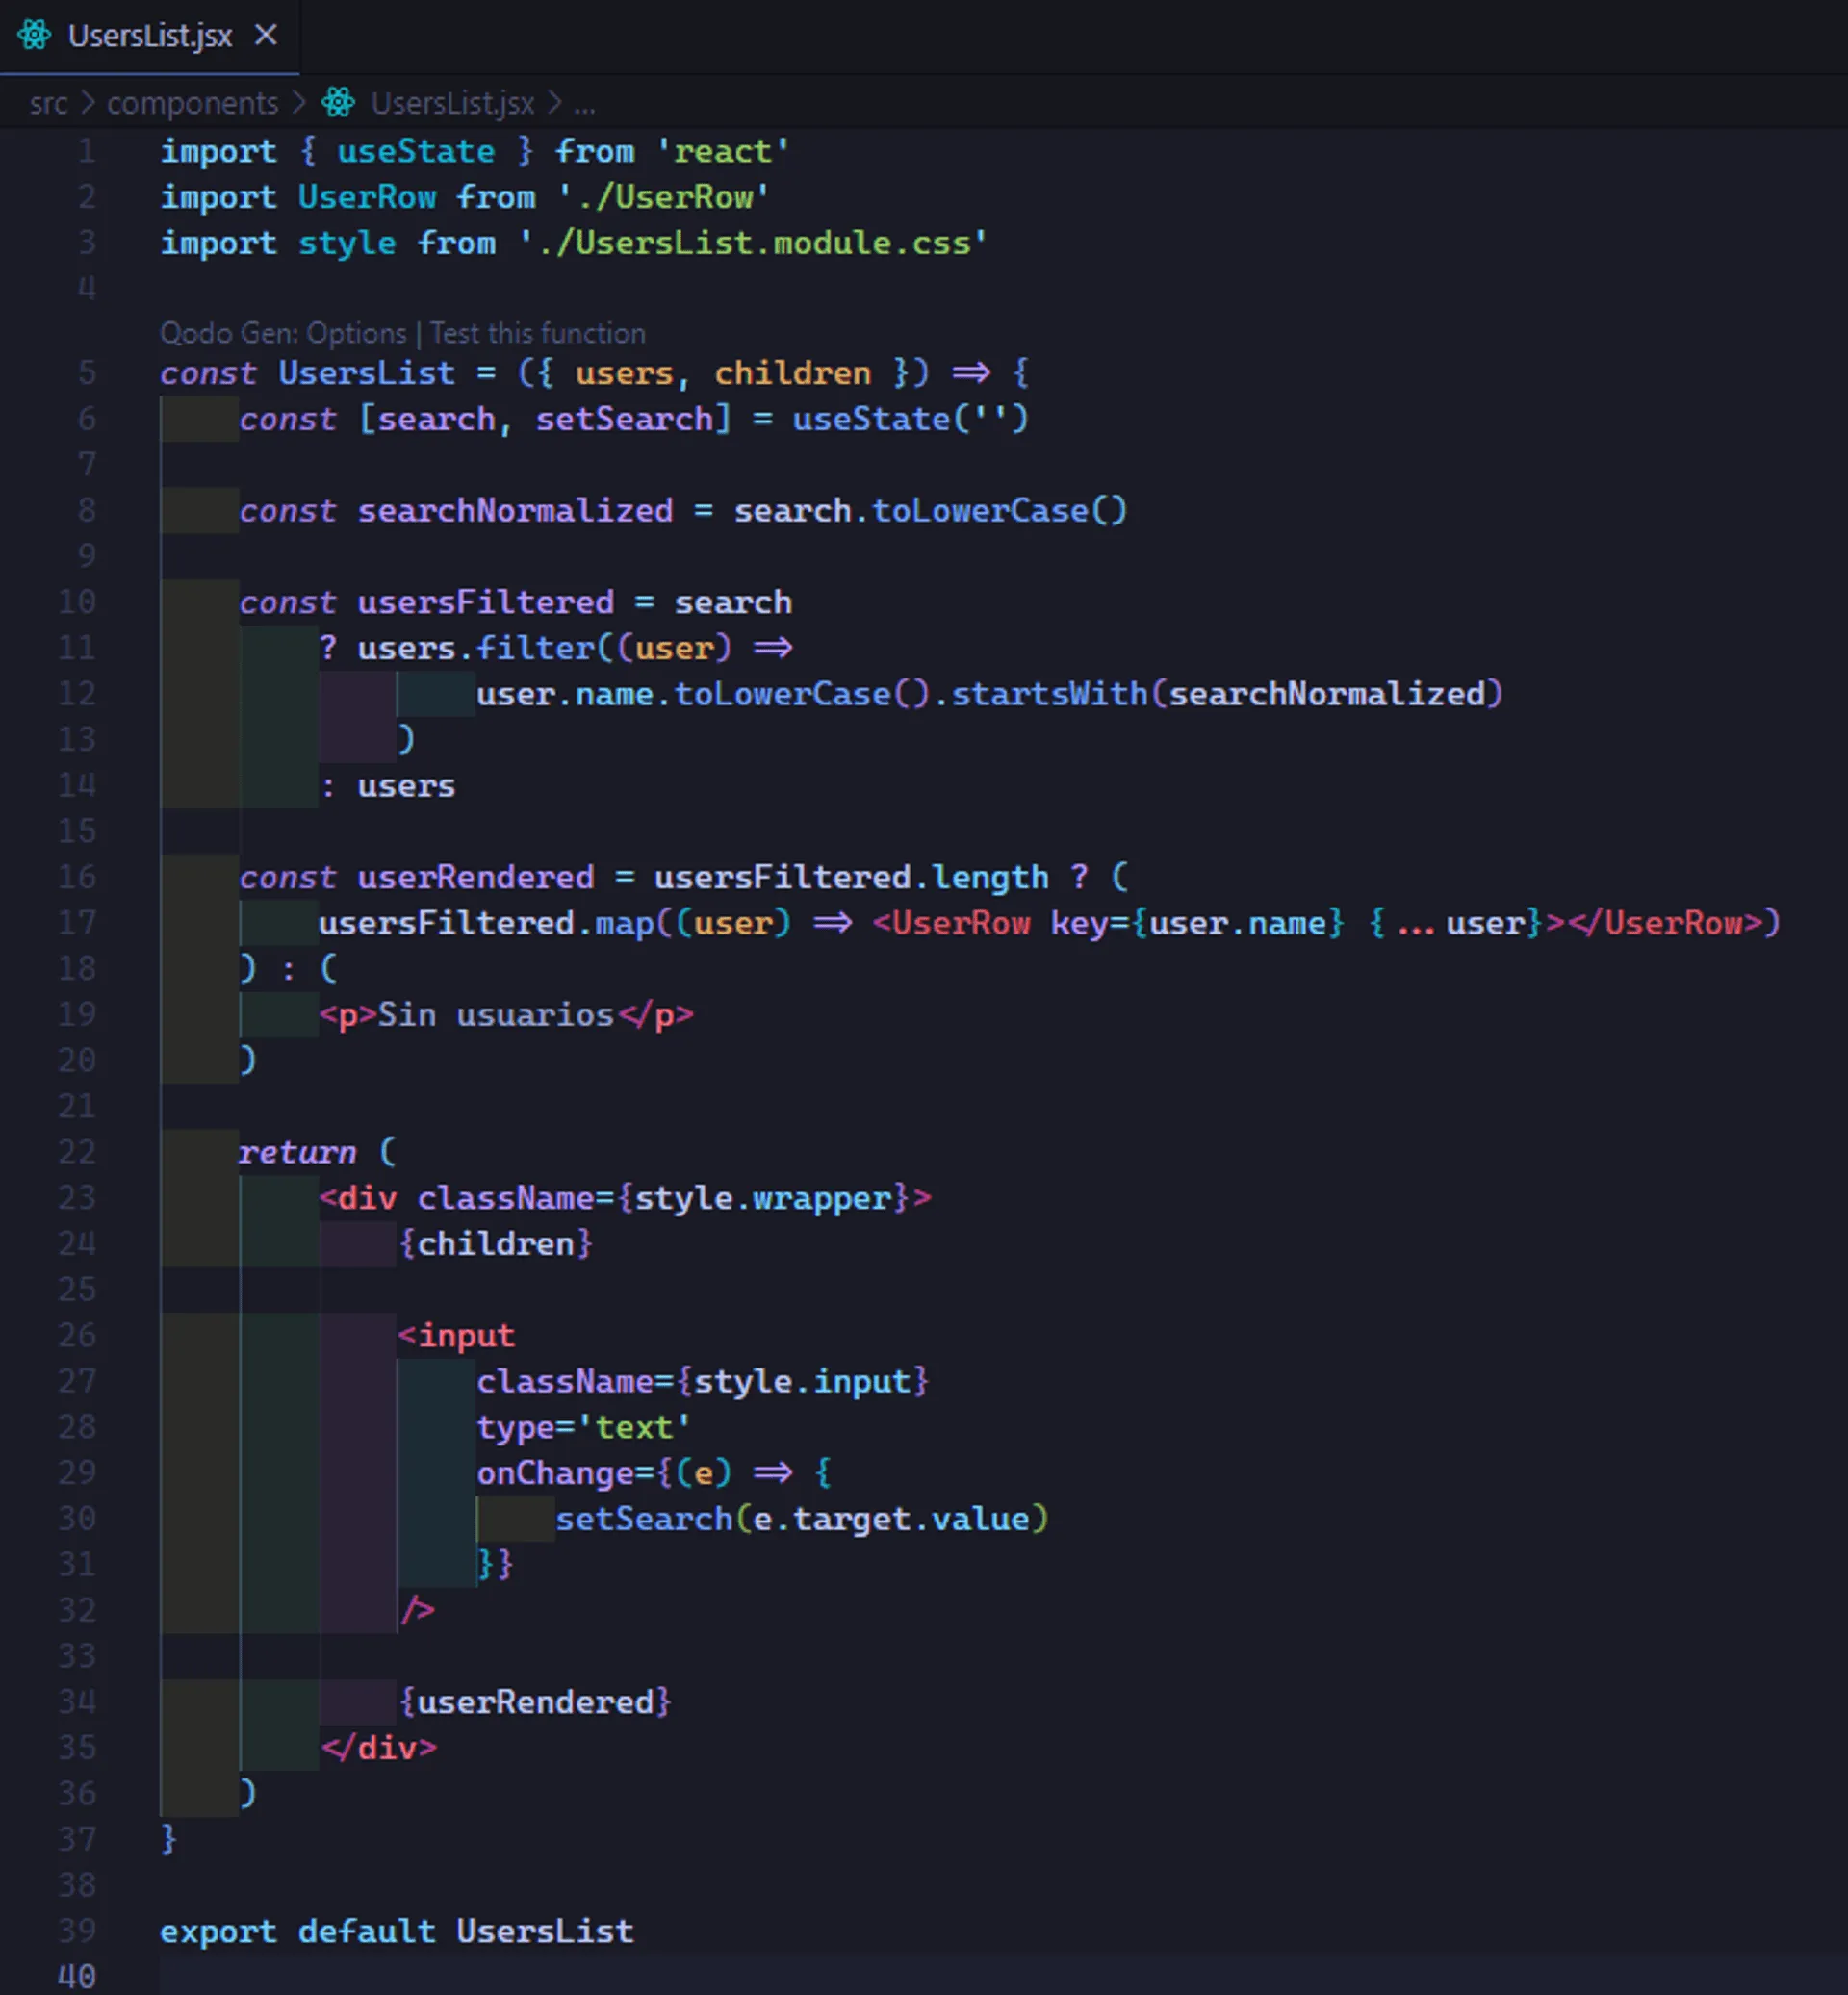 UsersList.jsx ×
src > components > UsersList.jsx > ...
1 import { useState } from 'react'
2 import UserRow from './UserRow'
3 import style from './UsersList.module.css'
4
Qodo Gen: Options | Test this function
5 const UsersList = ({ users, children }) => {
6     const [search, setSearch] = useState('')
7
8     const searchNormalized = search.toLowerCase()
9
10     const usersFiltered = search
11         ? users.filter((user) =>
12                 user.name.toLowerCase().startsWith(searchNormalized)
13             )
14         : users
15
16     const userRendered = usersFiltered.length ? (
17         usersFiltered.map((user) => <UserRow key={user.name} {...user}></UserRow>)
18     ) : (
19         <p>Sin usuarios</p>
20     )
21
22     return (
23         <div className={style.wrapper}>
24             {children}
25
26             <input
27                 className={style.input}
28                 type='text'
29                 onChange={(e) => {
30                     setSearch(e.target.value)
31                 }}
32             />
33
34             {userRendered}
35         </div>
36     )
37 }
38
39 export default UsersList
40